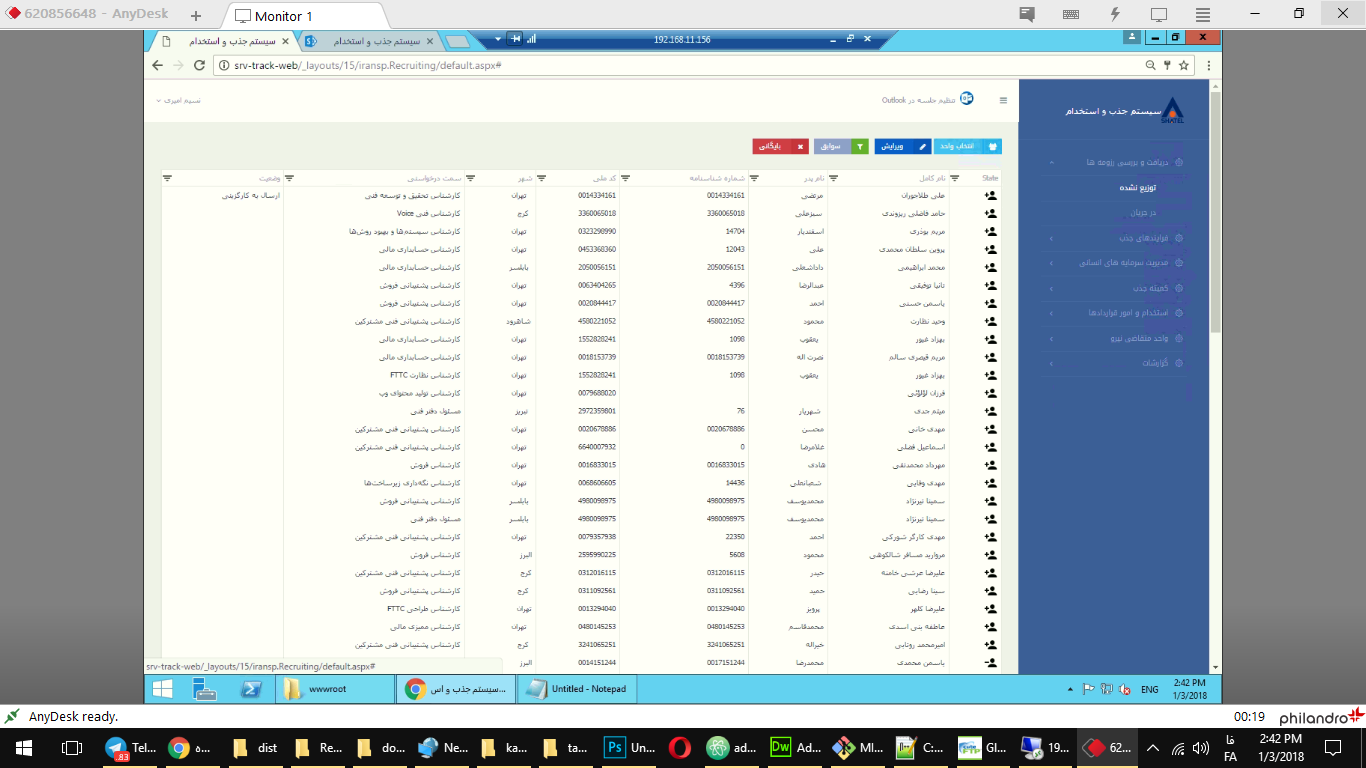 620856648 - AnyDesk
Monitor 1
سیستم جذب و استخدام
سیستم جذب و استخدام
192.168.11.156
srv-track-web/_layouts/15/iransp.Recruiting/default.aspx#
نسیم امیری
تنظیم جلسه در Outlook
سیستم جذب و استخدام
SHATEL
دریافت و بررسی رزومه ها
توزیع نشده
در جریان
فرایندهای جذب
مدیریت سرمایه های انسانی
کمیته جذب
استخدام و امور قراردادها
واحد متقاضی نیرو
گزارشات
انتخاب واحد
ویرایش
سوابق
بایگانی
State نام کامل نام پدر شماره شناسنامه کد ملی شهر سمت درخواستی وضعیت
علی طلاجوران مرتضی 0014334161 0014334161 تهران کارشناس تحقیق و توسعه فنی ارسال به کارگزینی
حامد فاضلی ریزوندی سبزعلی 3360065018 3360065018 کرج کارشناس فنی Voice
مریم بوذری اسفندیار 14704 0323298990 تهران کارشناس سیستم‌ها و بهبود روش‌ها
پروین سلطان محمدی علی 12043 0453368360 تهران کارشناس حسابداری مالی
محمد ابراهیمی داداشعلی 2050056151 2050056151 بابلسر کارشناس حسابداری مالی
تانیا توفیقی عبدالرضا 4396 0063404265 تهران کارشناس پشتیبانی فروش
یاسمن حسنی احمد 0020844417 0020844417 تهران کارشناس پشتیبانی فروش
وحید نظارت محمود 4580221052 4580221052 شاهرود کارشناس پشتیبانی فنی مشترکین
بهزاد غیور یعقوب 1098 1552828241 تهران کارشناس حسابداری مالی
مریم قیصری سالم نصرت اله 0018153739 0018153739 تهران کارشناس حسابداری مالی
بهزاد غیور یعقوب 1098 1552828241 تهران کارشناس نظارت FTTC
فرزان لؤلؤئی 0079688020 تهران کارشناس تولید محتوای وب
میثم جدی شهریار 76 2972359801 تبریز مسئول دفتر فنی
مهدی خانی محسن 0020678886 0020678886 تهران کارشناس پشتیبانی فنی مشترکین
اسماعیل فضلی غلامرضا 0 6640007932 تهران کارشناس پشتیبانی فنی مشترکین
مهرداد محمدتقی هادی 0016833015 0016833015 تهران کارشناس فروش
مهدی وفایی شعبانعلی 14436 0068606605 تهران کارشناس نگه‌داری زیرساخت‌ها
سمینا تیرنژاد محمدیوسف 4980098975 4980098975 بابلسر کارشناس پشتیبانی فروش
سمینا تیرنژاد محمدیوسف 4980098975 4980098975 بابلسر مسئول دفتر فنی
مهدی کارگر شورکی احمد 22350 0079357938 تهران کارشناس پشتیبانی فنی مشترکین
مروارید مسافر شالکوهی محمود 5608 2595990225 البرز کارشناس فروش
علیرضا عرشی خامنه حیدر 0312016115 0312016115 کرج کارشناس پشتیبانی فنی مشترکین
سینا رضایی حمید 0311092561 0311092561 کرج کارشناس پشتیبانی فروش
علیرضا کلهر پرویز 0013294040 0013294040 تهران کارشناس طراحی FTTC
عاطفه بنی اسدی محمدقاسم 0480145253 0480145253 تهران کارشناس ممیزی مالی
امیرمحمد روتابی خیراله 3241065251 3241065251 کرج کارشناس پشتیبانی فنی مشترکین
یاسمن محمدی محمدرضا 0017151244 0014151244 البرز
srv-track-web/_layouts/15/iransp.Recruiting/default.aspx#
wwwroot
سیستم جذب و اس...
Untitled - Notepad
ENG
2:42 PM
1/3/2018
AnyDesk ready.
00:19
philandro
Tel...
83
ه...
dist
Re...
do...
Ne...
ka...
ta...
Ps Un...
ad...
Dw Ad...
MI...
C:...
Gl...
19...
62...
فا
FA
2:42 PM
1/3/2018